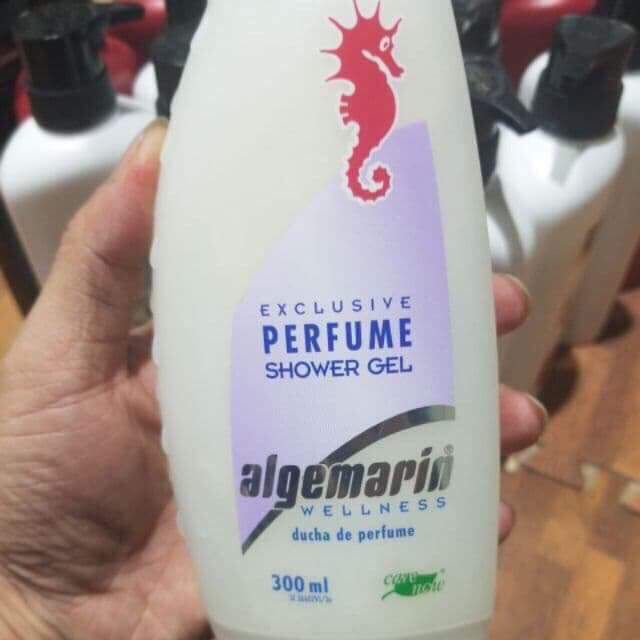 EXCLUSIVE
PERFUME
SHOWER GEL
algemarin®
WELLNESS
ducha de perfume
300 ml
care
now®